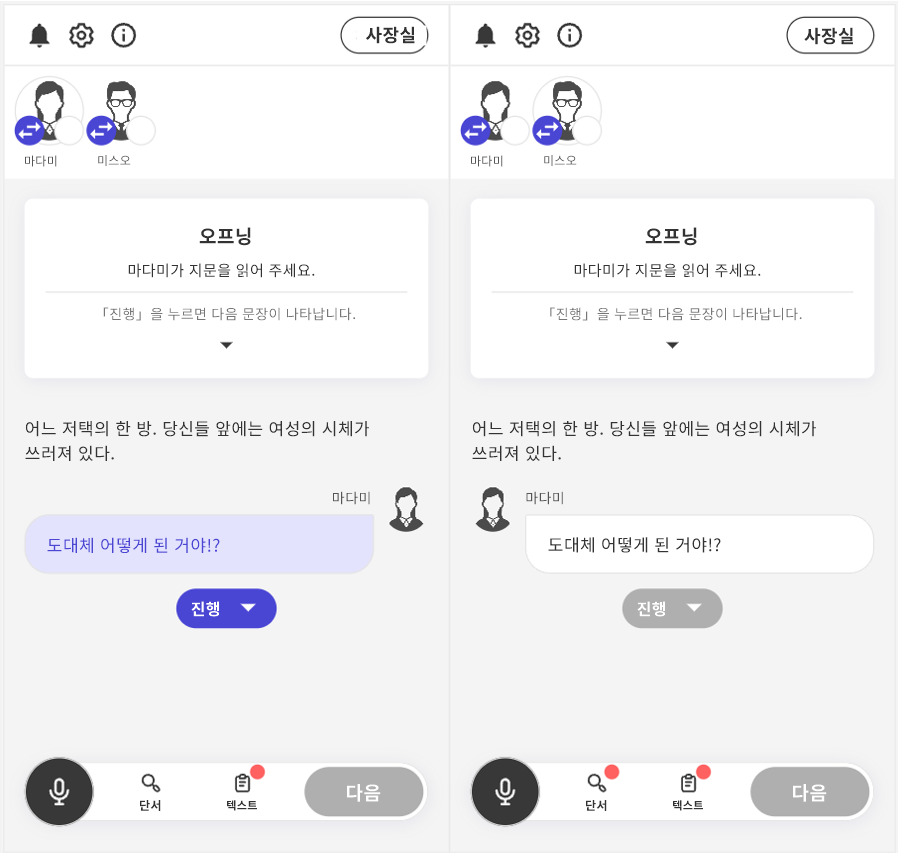 사장실
마다미
미스오
오프닝
마다미가 지문을 읽어 주세요.
「진행」을 누르면 다음 문장이 나타납니다.
어느 저택의 한 방. 당신들 앞에는 여성의 시체가
쓰러져 있다.
마다미
도대체 어떻게 된 거야!?
진행
단서
텍스트
다음
사장실
마다미
미스오
오프닝
마다미가 지문을 읽어 주세요.
「진행」을 누르면 다음 문장이 나타납니다.
어느 저택의 한 방. 당신들 앞에는 여성의 시체가
쓰러져 있다.
마다미
도대체 어떻게 된 거야!?
진행
단서
텍스트
다음